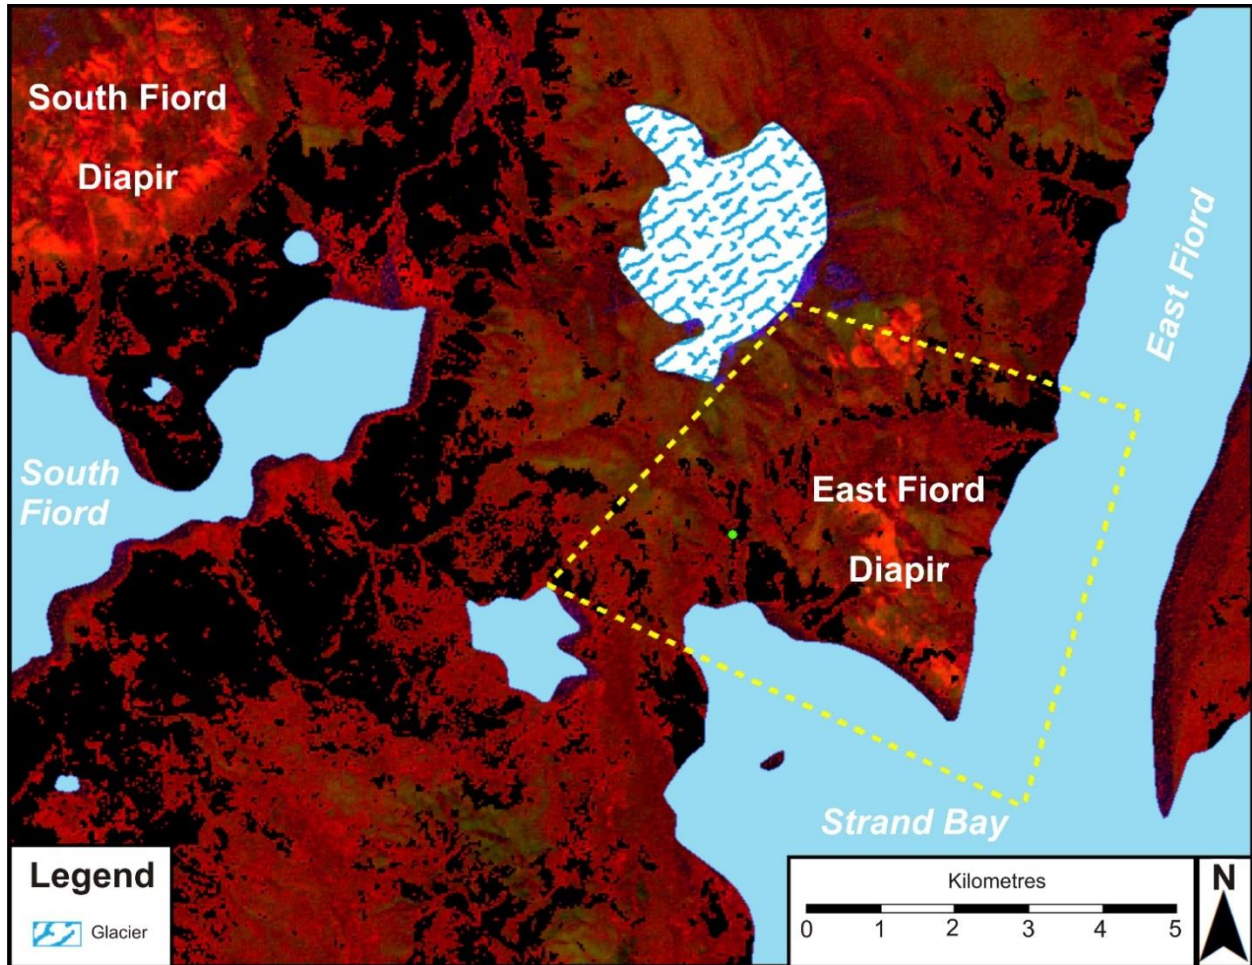 South Fiord
Diapir
East Fiord
South
Fiord
East Fiord
Diapir
Strand Bay
Legend
Glacier
Kilometres
0 1 2 3 4 5
N